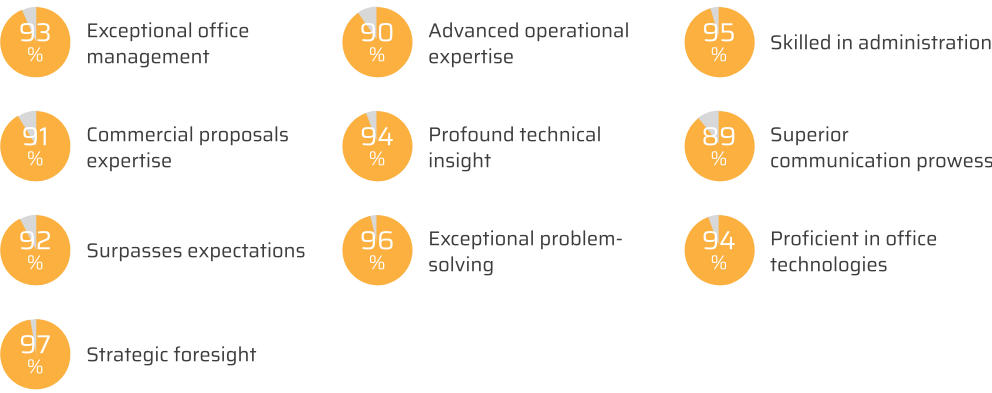 93
%
Exceptional office
management
90
%
Advanced operational
expertise
95
%
Skilled in administration
91
%
Commercial proposals
expertise
94
%
Profound technical
insight
89
%
Superior
communication prowess
92
%
Surpasses expectations
96
%
Exceptional problem-
solving
94
%
Proficient in office
technologies
97
%
Strategic foresight